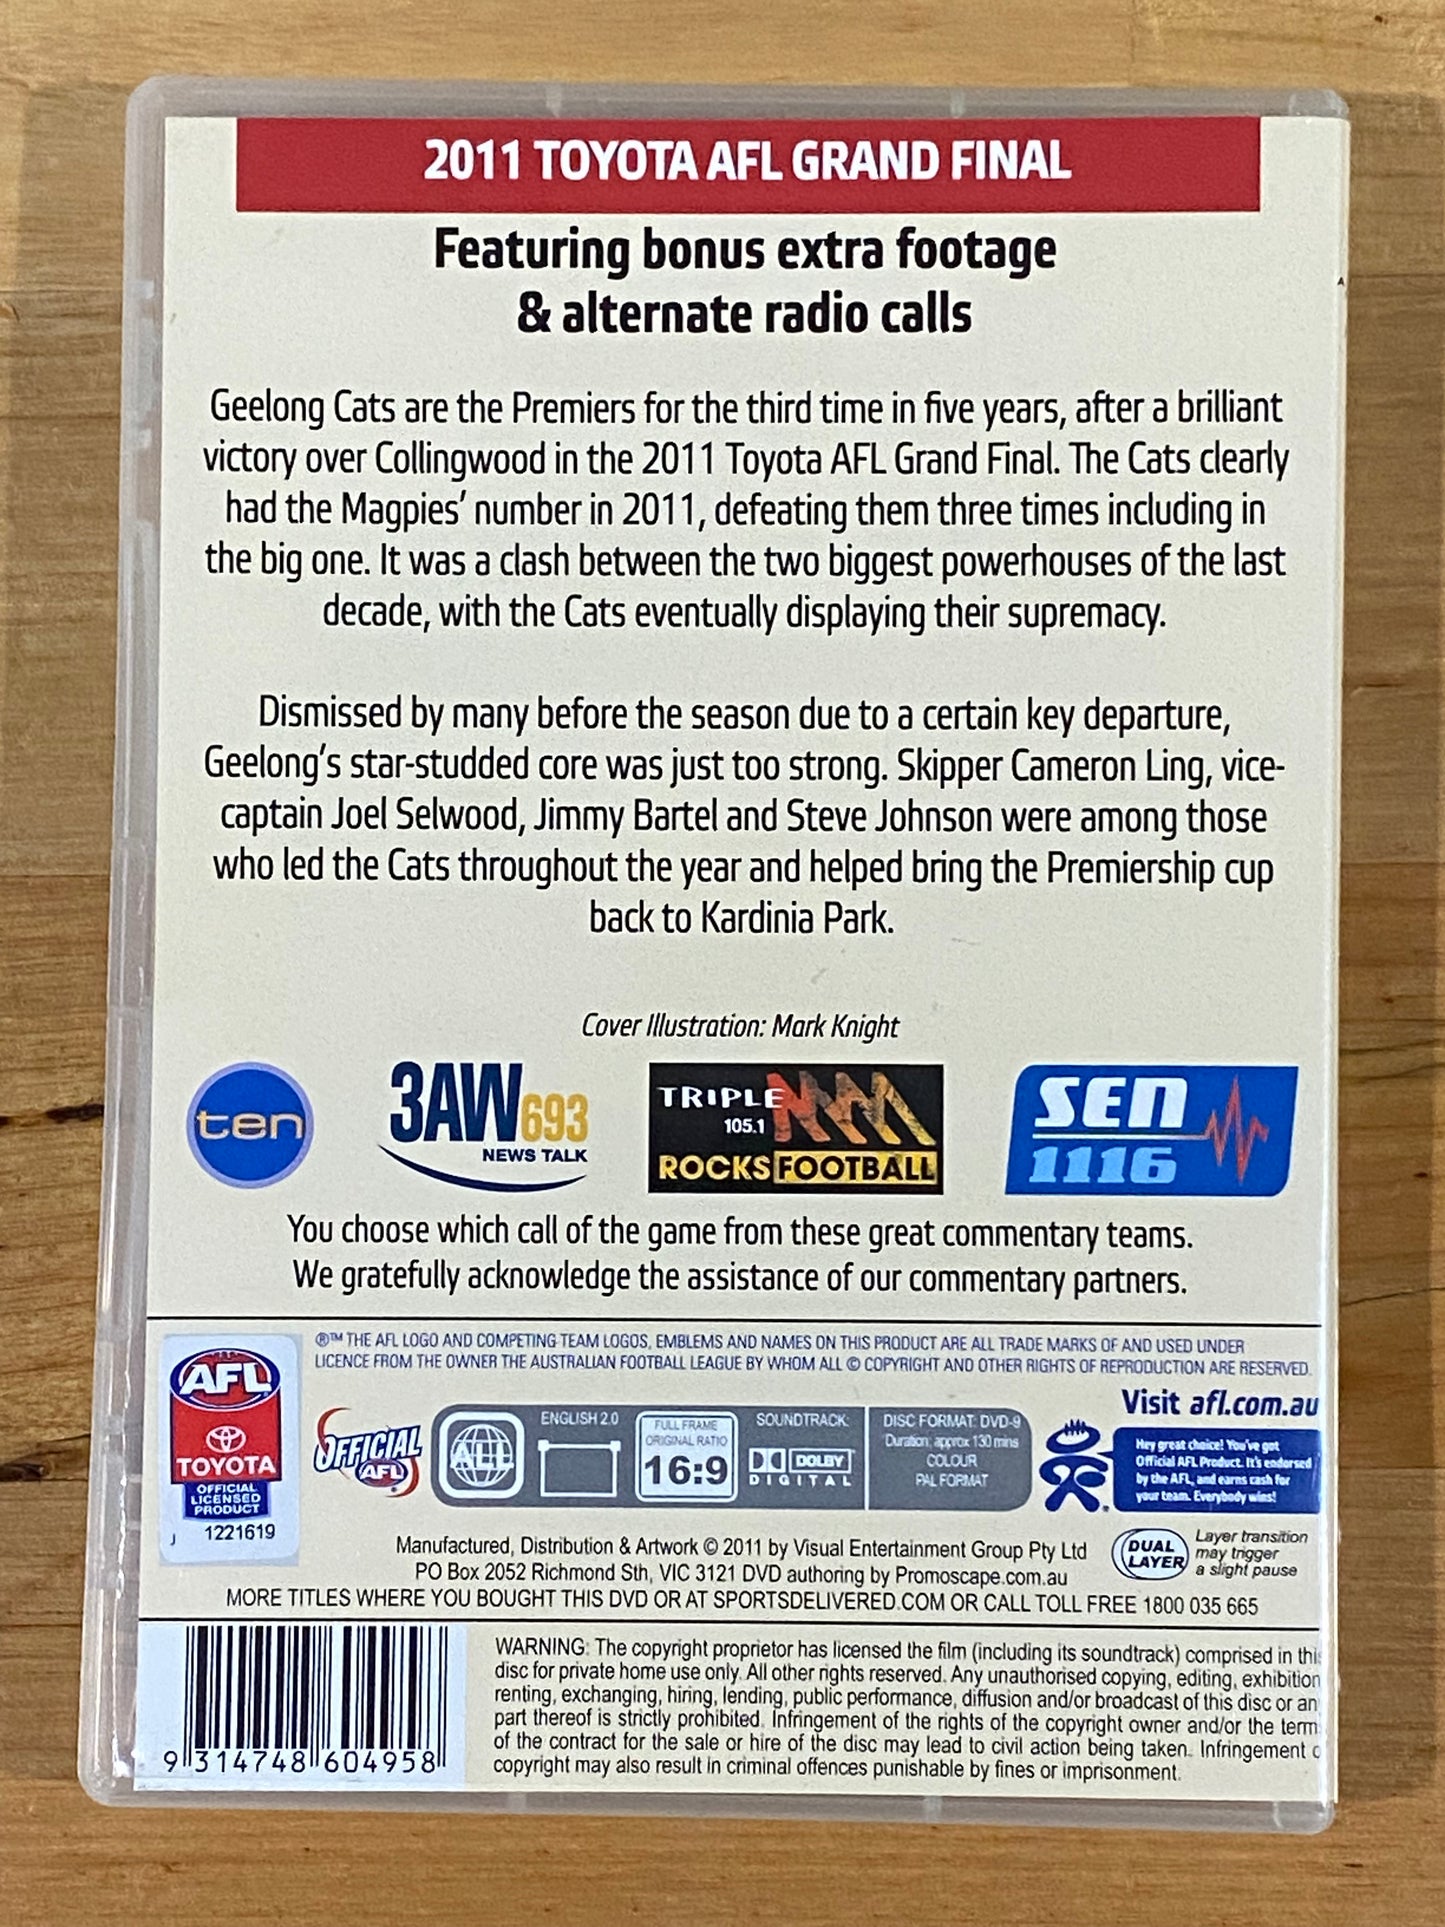 2011 TOYOTA AFL GRAND FINAL
Featuring bonus extra footage
& alternate radio calls
Geelong Cats are the Premiers for the third time in five years, after a brilliant
victory over Collingwood in the 2011 Toyota AFL Grand Final. The Cats clearly
had the Magpies' number in 2011, defeating them three times including in
the big one. It was a clash between the two biggest powerhouses of the last
decade, with the Cats eventually displaying their supremacy.
Dismissed by many before the season due to a certain key departure,
Geelong's star-studded core was just too strong. Skipper Cameron Ling, vice-
captain Joel Selwood, Jimmy Bartel and Steve Johnson were among those
who led the Cats throughout the year and helped bring the Premiership cup
back to Kardinia Park.
Cover Illustration: Mark Knight
ten
3AW 693
NEWS TALK
TRIPLE MMM
105.1
ROCKS FOOTBALL
SEN
1116
You choose which call of the game from these great commentary teams.
We gratefully acknowledge the assistance of our commentary partners.
®™ THE AFL LOGO AND COMPETING TEAM LOGOS, EMBLEMS AND NAMES ON THIS PRODUCT ARE ALL TRADE MARKS OF AND USED UNDER
LICENCE FROM THE OWNER THE AUSTRALIAN FOOTBALL LEAGUE BY WHOM ALL © COPYRIGHT AND OTHER RIGHTS OF REPRODUCTION ARE RESERVED.
AFL
TOYOTA
OFFICIAL
LICENSED
PRODUCT
J 1221619
OFFICIAL
AFL
ALL
ENGLISH 2.0
FULL FRAME
ORIGINAL RATIO
16:9
SOUNDTRACK:
DOLBY
DIGITAL
DISC FORMAT: DVD-9
Duration: approx 130 mins
COLOUR
PAL FORMAT
Visit afl.com.au
Hey great choice! You've got
Official AFL Product. It's endorsed
by the AFL, and earns cash for
your team. Everybody wins!
DUAL
LAYER
Layer transition
may trigger
a slight pause
Manufactured, Distribution & Artwork © 2011 by Visual Entertainment Group Pty Ltd
PO Box 2052 Richmond Sth, VIC 3121 DVD authoring by Promoscape.com.au
MORE TITLES WHERE YOU BOUGHT THIS DVD OR AT SPORTSDELIVERED.COM OR CALL TOLL FREE 1800 035 665
9 314748 604958
WARNING: The copyright proprietor has licensed the film (including its soundtrack) comprised in thi
disc for private home use only. All other rights reserved. Any unauthorised copying, editing, exhibition
renting, exchanging, hiring, lending, public performance, diffusion and/or broadcast of this disc or an
part thereof is strictly prohibited. Infringement of the rights of the copyright owner and/or the term
of the contract for the sale or hire of the disc may lead to civil action being taken. Infringement o
copyright may also result in criminal offences punishable by fines or imprisonment.